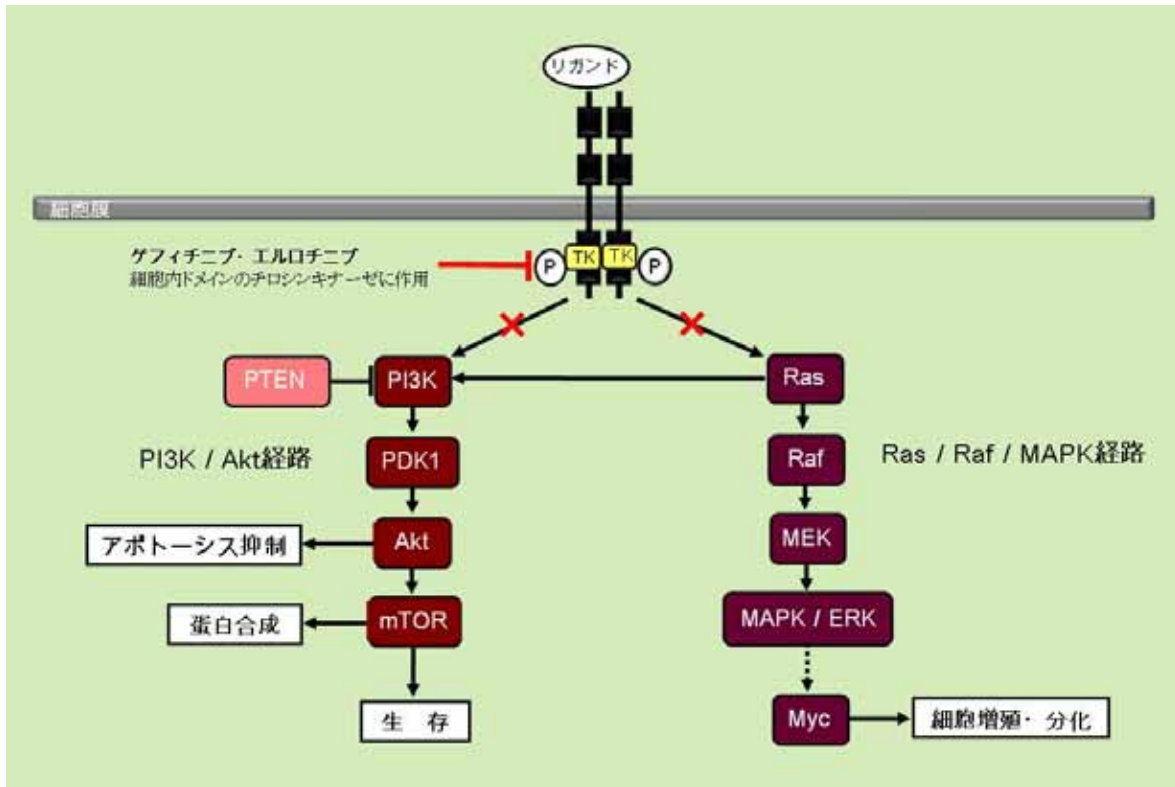 リガンド
細胞膜
ゲフィチニブ・エルロチニブ
細胞内ドメインのチロシンキナーゼに作用
P
TK
TK
P
PTEN
PI3K
Ras
PI3K / Akt経路
PDK1
Raf
Ras / Raf / MAPK経路
アポトーシス抑制
Akt
MEK
蛋白合成
mTOR
MAPK / ERK
生 存
Myc
細胞増殖・分化